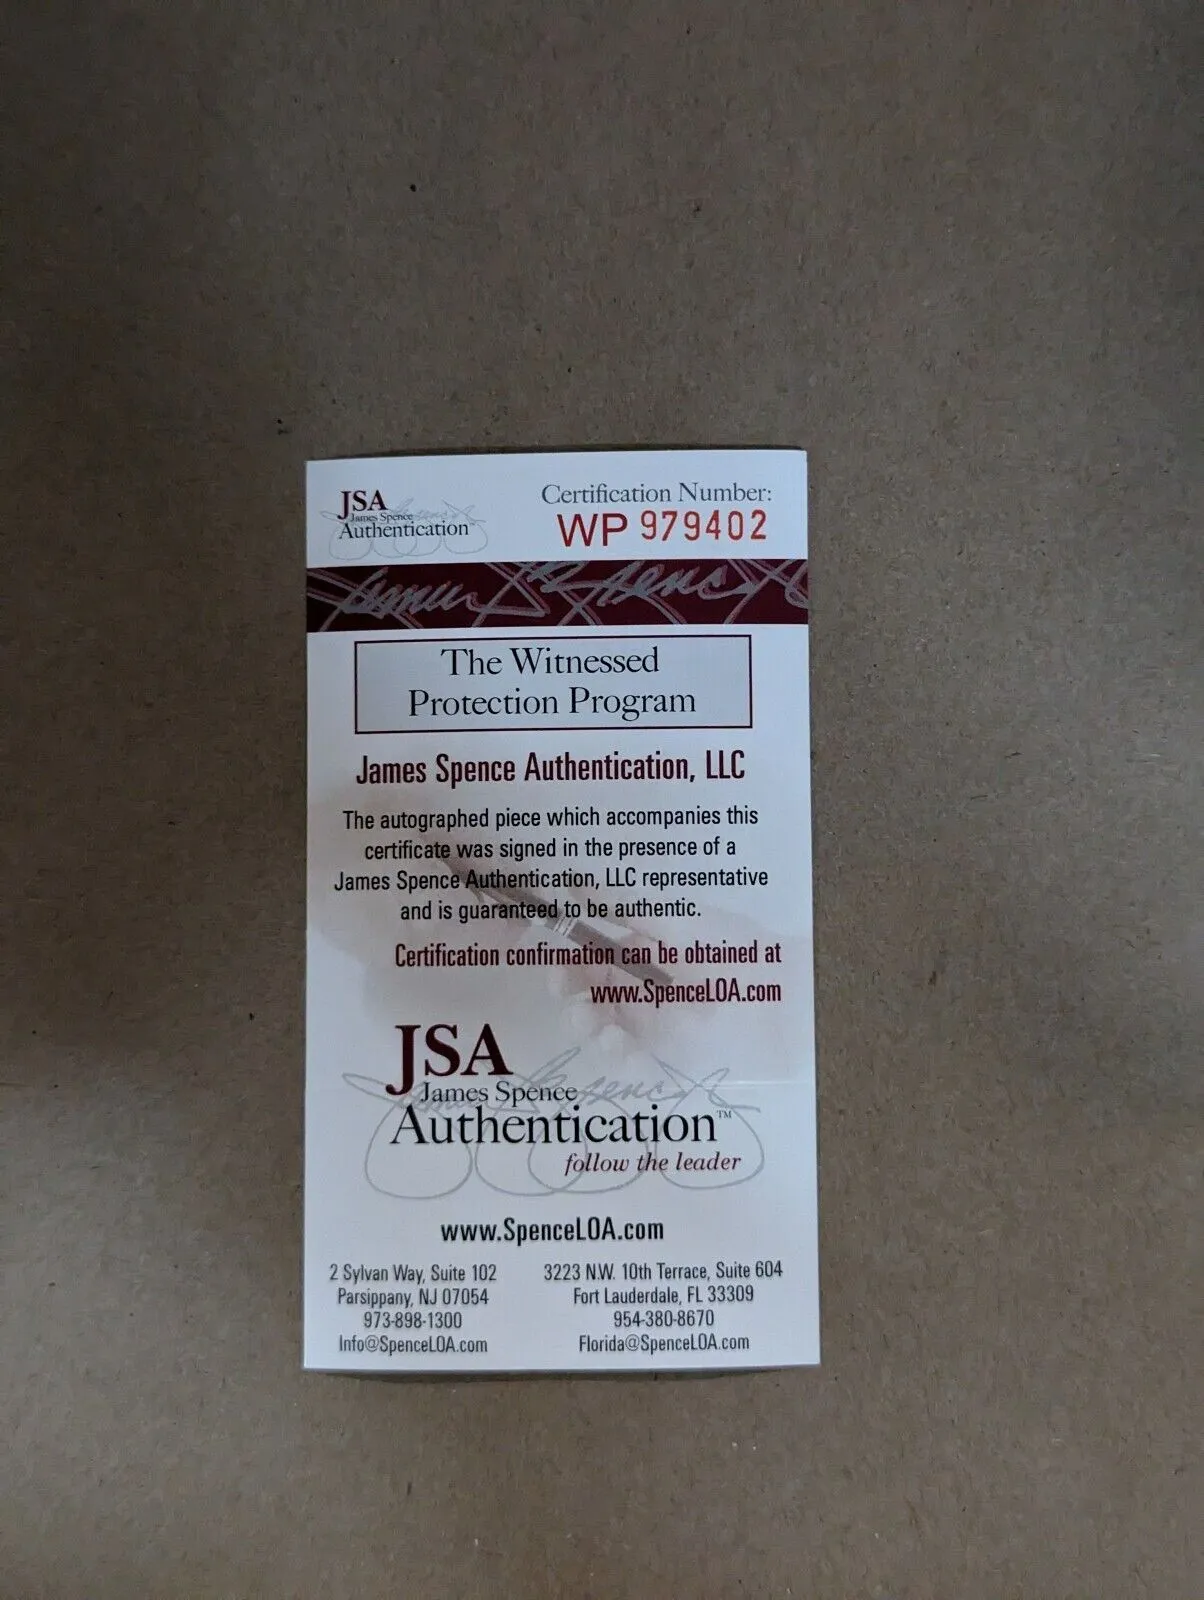 JSA
James Spence
Authentication
Certification Number:
WP 979402
The Witnessed
Protection Program
James Spence Authentication, LLC
The autographed piece which accompanies this
certificate was signed in the presence of a
James Spence Authentication, LLC representative
and is guaranteed to be authentic.
Certification confirmation can be obtained at
www.SpenceLOA.com
JSA
James Spence
Authentication™
follow the leader
www.SpenceLOA.com
2 Sylvan Way, Suite 102
Parsippany, NJ 07054
973-898-1300
Info@SpenceLOA.com
3223 N.W. 10th Terrace, Suite 604
Fort Lauderdale, FL 33309
954-380-8670
Florida@SpenceLOA.com